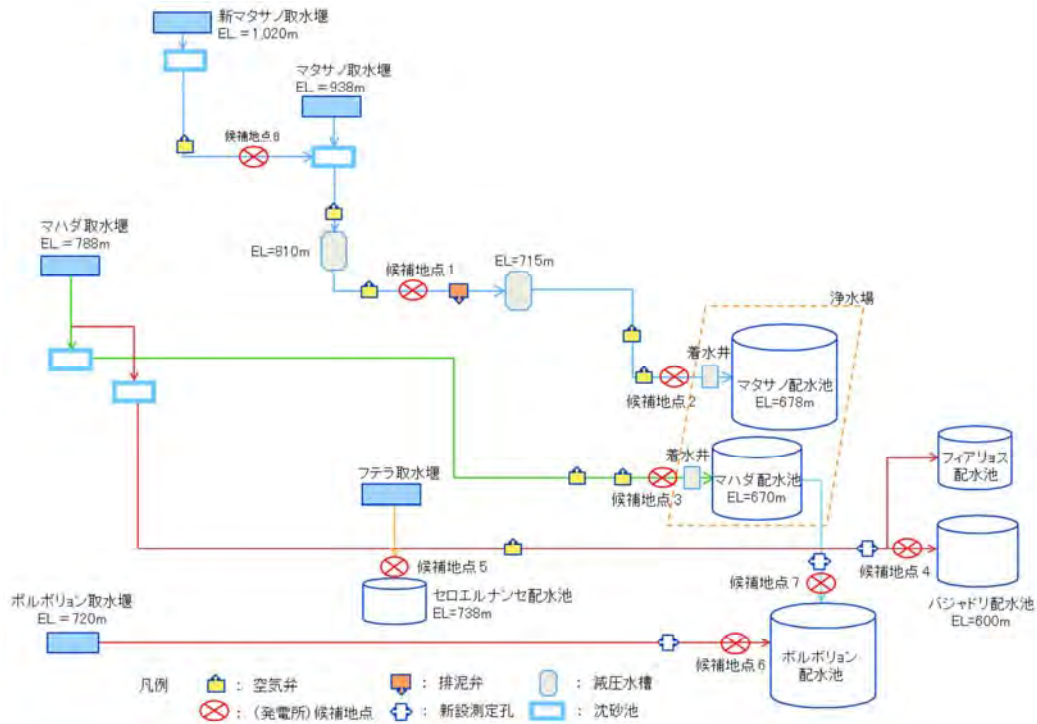 新マタサノ取水堰
EL. =1,020m
マタサノ取水堰
EL. =938m
候補地点8
マハダ取水堰
EL. =788m
EL=810m
候補地点1
EL=715m
浄水場
着水井
マタサノ配水池
EL=678m
候補地点2
着水井
マハダ配水池
EL=670m
候補地点3
フィアリョス
配水池
フテラ取水堰
候補地点5
セロエルナンセ配水池
EL=738m
候補地点7
候補地点4
バジャドリ配水池
EL=600m
ボルボリョン取水堰
EL. =720m
候補地点6
ボルボリョン
配水池
凡例
: 空気弁
: 排泥弁
: 減圧水槽
: (発電所)候補地点
: 新設測定孔
: 沈砂池